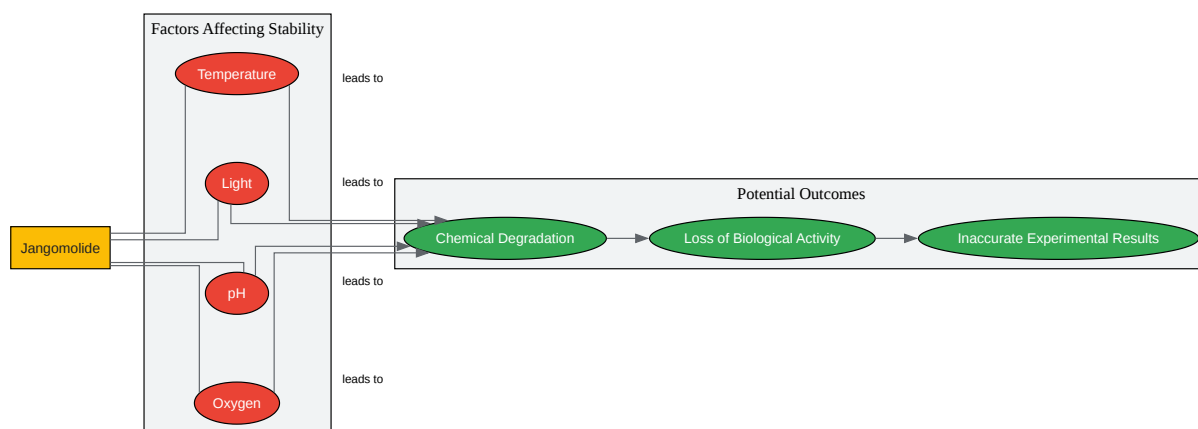 Factors Affecting Stability
Temperature
leads to
Light
leads to
Potential Outcomes
Jangomolide
Chemical Degradation
Loss of Biological Activity
Inaccurate Experimental Results
pH
leads to
Oxygen
leads to